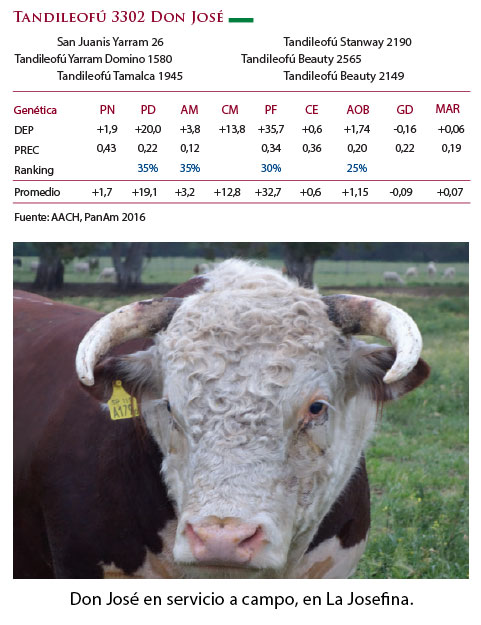 Tandileofú 3302 Don José
San Juanis Yarram 26 Tandileofú Stanway 2190
Tandileofú Yarram Domino 1580 Tandileofú Beauty 2565
Tandileofú Tamalca 1945 Tandileofú Beauty 2149
Genética PN PD AM CM PF CE AOB GD MAR
DEP +1,9 +20,0 +3,8 +13,8 +35,7 +0,6 +1,74 -0,16 +0,06
PREC 0,43 0,22 0,12 0,34 0,36 0,20 0,22 0,19
Ranking 35% 35% 30% 25%
Promedio +1,7 +19,1 +3,2 +12,8 +32,7 +0,6 +1,15 -0,09 +0,07
Fuente: AACH, PanAm 2016
Don José en servicio a campo, en La Josefina.